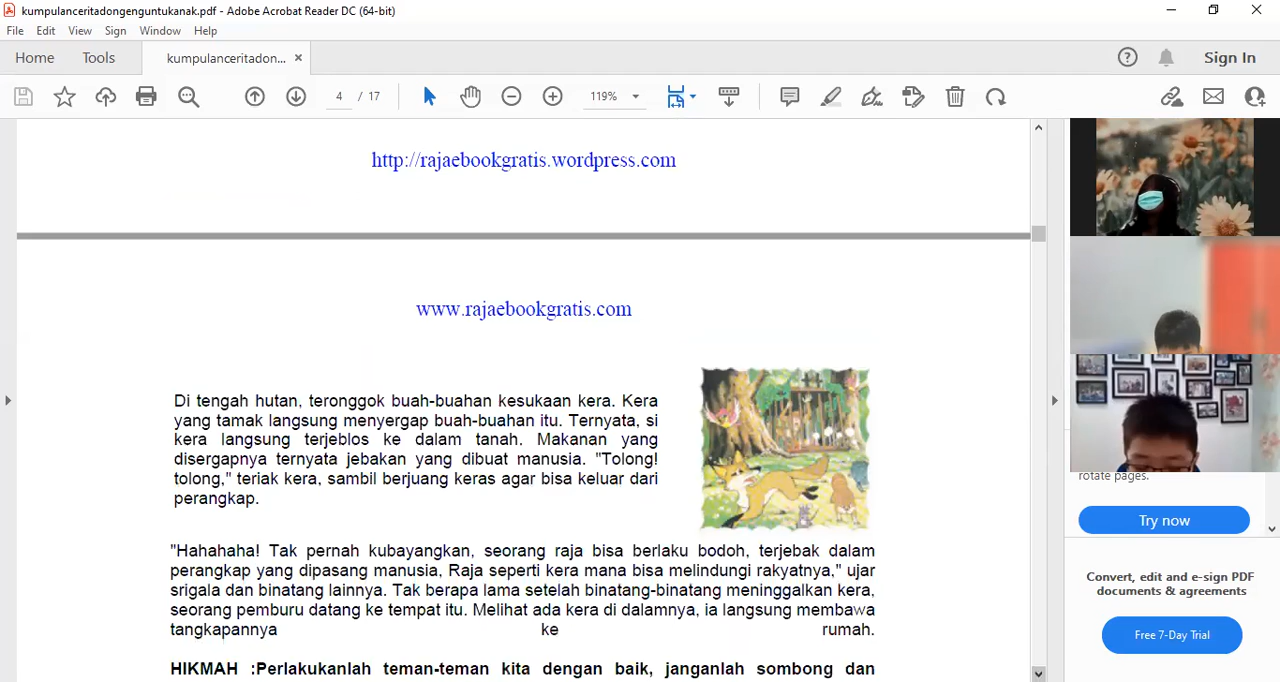 kumpulanceritadongenguntukanak.pdf - Adobe Acrobat Reader DC (64-bit)
File Edit View Sign Window Help
Home Tools kumpulanceritadon... × Sign In
4 / 17 119%
http://rajaebookgratis.wordpress.com
www.rajaebookgratis.com
Di tengah hutan, teronggok buah-buahan kesukaan kera. Kera
yang tamak langsung menyergap buah-buahan itu. Ternyata, si
kera langsung terjeblos ke dalam tanah. Makanan yang
disergapnya ternyata jebakan yang dibuat manusia. "Tolong!
tolong," teriak kera, sambil berjuang keras agar bisa keluar dari
perangkap.
"Hahahaha! Tak pernah kubayangkan, seorang raja bisa berlaku bodoh, terjebak dalam
perangkap yang dipasang manusia, Raja seperti kera mana bisa melindungi rakyatnya," ujar
srigala dan binatang lainnya. Tak berapa lama setelah binatang-binatang meninggalkan kera,
seorang pemburu datang ke tempat itu. Melihat ada kera di dalamnya, ia langsung membawa
tangkapannya ke rumah.
HIKMAH :Perlakukanlah teman-teman kita dengan baik, janganlah sombong dan
rotate pages.
Try now
Convert, edit and e-sign PDF
documents & agreements
Free 7-Day Trial